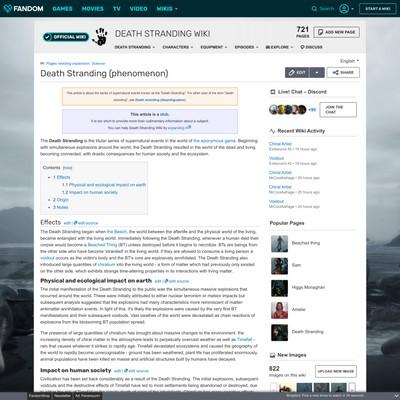 FANDOM GAMES MOVIES TV VIDEO WIKIS START A WIKI
OFFICIAL WIKI
DEATH STRANDING WIKI
721 PAGES
ADD NEW PAGE
DEATH STRANDING CHARACTERS EQUIPMENT EPISODES EXPLORE DISCUSS
IN: Pages needing expansion, Science
English
Death Stranding (phenomenon)
EDIT
SHARE
This article is about the series of supernatural events known as the "Death Stranding". For other uses of the term "death
stranding", see Death stranding (disambiguation).
This article is a stub.
It is too short to provide more than rudimentary information about a subject.
You can help Death Stranding Wiki by expanding it!
The Death Stranding is the titular series of supernatural events in the world of the eponymous game. Beginning
with simultaneous explosions around the world, the Death Stranding resulted in the world of the dead and living
becoming connected, with drastic consequences for human society and the ecosystem.
Contents [hide]
1 Effects
1.1 Physical and ecological impact on earth
1.2 Impact on human society
2 Origin
3 Notes
Effects edit | edit source
The Death Stranding began when the Beach, the world between the afterlife and the physical world of the living,
became entangled with the living world. Immediately following the Death Stranding, whenever a human died their
corpse would become a Beached Thing (BT) unless destroyed before it begins to necrotize. BTs are beings from
the other side who have become 'stranded' in the living world; if they are allowed to consume a living person a
voidout occurs as the victim's body and the BT's core are explosively annihilated. The Death Stranding also
introduced large quantities of chiralium into the living world - a form of matter which had previously only existed
on the other side, which exhibits strange time-altering properties in its interactions with living matter.
Physical and ecological impact on earth edit | edit source
The initial manifestation of the Death Stranding to the public was the simultaneous massive explosions that
occurred around the world. These were initially attributed to either nuclear terrorism or meteor impacts but
subsequent analysis suggested that the explosions had many characteristics more reminiscent of matter-
antimatter annihilation events. In light of this, it's likely the explosions were caused by the very first BT
manifestations and their subsequent voidouts. Vast swathes of the world were devastated as alarm reactions of
explosions from the blossoming BT population spread.
The presence of large quantities of chiralium has brought about massive changes to the environment: the
increasing density of chiral matter in the atmosphere leads to perpetually overcast weather as well as Timefall -
rain that causes whatever it strikes to rapidly age. Timefall devastated ecosystems and caused the geography of
the world to rapidly become unrecognisable - ground has been weathered, plant life has proliferated enormously,
animal populations have been killed en masse and artificial structures built by humans have decayed.
Impact on human society edit | edit source
Civilization has been set back considerably as a result of the Death Stranding. The initial explosions, subsequent
voidouts and the destructive effects of Timefall have led to most settlements being abandoned or destroyed, due
Live! Chat – Discord
+95
JOIN THE CHAT
Recent Wiki Activity
Chiral Artist
Voidout
Chiral Artist
Voidout
Popular Pages
Beached thing
Sam
Higgs Monaghan
Amelie
Death Stranding
New Images
822
images on this wiki
UPLOAD NEW IMAGE